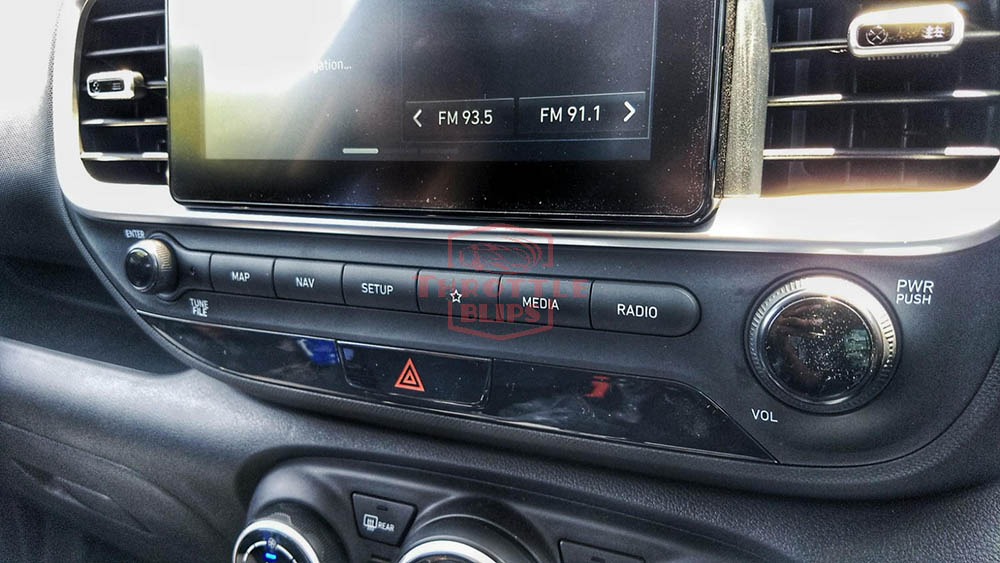 gation...
FM 93.5
FM 91.1
ENTER
MAP
NAV
SETUP
MEDIA
RADIO
TUNE
FILE
PWR
PUSH
VOL
THROTTLE
BLIPS
REAR